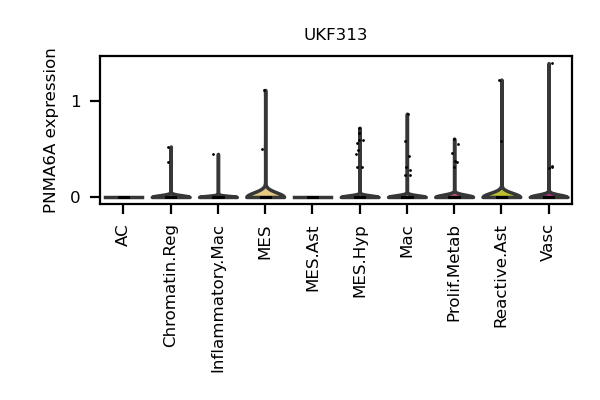 UKF313
PNMA6A expression
1
0
AC
Chromatin.Reg
Inflammatory.Mac
MES
MES.Ast
MES.Hyp
Mac
Prolif.Metab
Reactive.Ast
Vasc